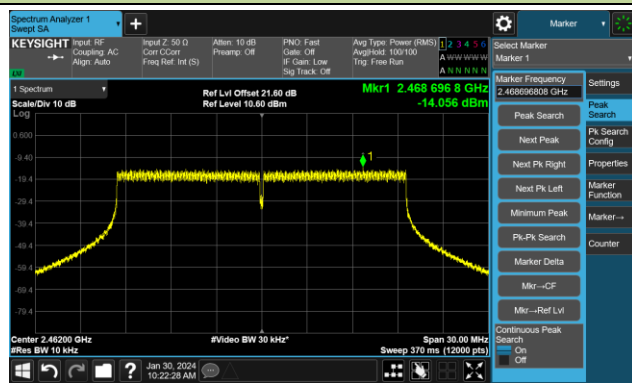 Spectrum Analyzer 1
Swept SA
Marker
KEYSIGHT
Input: RF
Coupling: AC
Align: Auto
Input Z: 50 Ω
Corr CCorr
Freq Ref: Int (S)
Atten: 10 dB
Preamp: Off
PNO: Fast
Gate: Off
IF Gain: Low
Sig Track: Off
Avg Type: Power (RMS)
Avg|Hold: 100/100
Trig: Free Run
1 2 3 4 5 6
A W W W W W
A N N N N N
LW
1 Spectrum
Scale/Div 10 dB
Log
Ref Lvl Offset 21.60 dB
Ref Level 10.60 dBm
Mkr1 2.468 696 8 GHz
-14.056 dBm
1
0.600
-9.40
-19.4
-29.4
-39.4
-49.4
-59.4
-69.4
-79.4
Center 2.46200 GHz
#Res BW 10 kHz
#Video BW 30 kHz*
Span 30.00 MHz
Sweep 370 ms (12000 pts)
Jan 30, 2024
10:22:28 AM
?
Select Marker
Marker 1
Marker Frequency
2.468696808 GHz
Peak Search
Next Peak
Next Pk Right
Next Pk Left
Minimum Peak
Pk-Pk Search
Marker Delta
Mkr→CF
Mkr→Ref Lvl
Continuous Peak
Search
On
Off
Settings
Peak
Search
Pk Search
Config
Properties
Marker
Function
Marker→
Counter